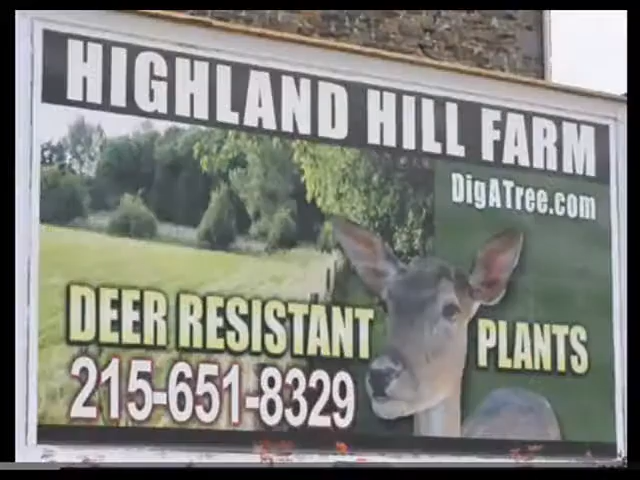 HIGHLAND HILL FARM
DigATree.com
DEER RESISTANT PLANTS
215-651-8329